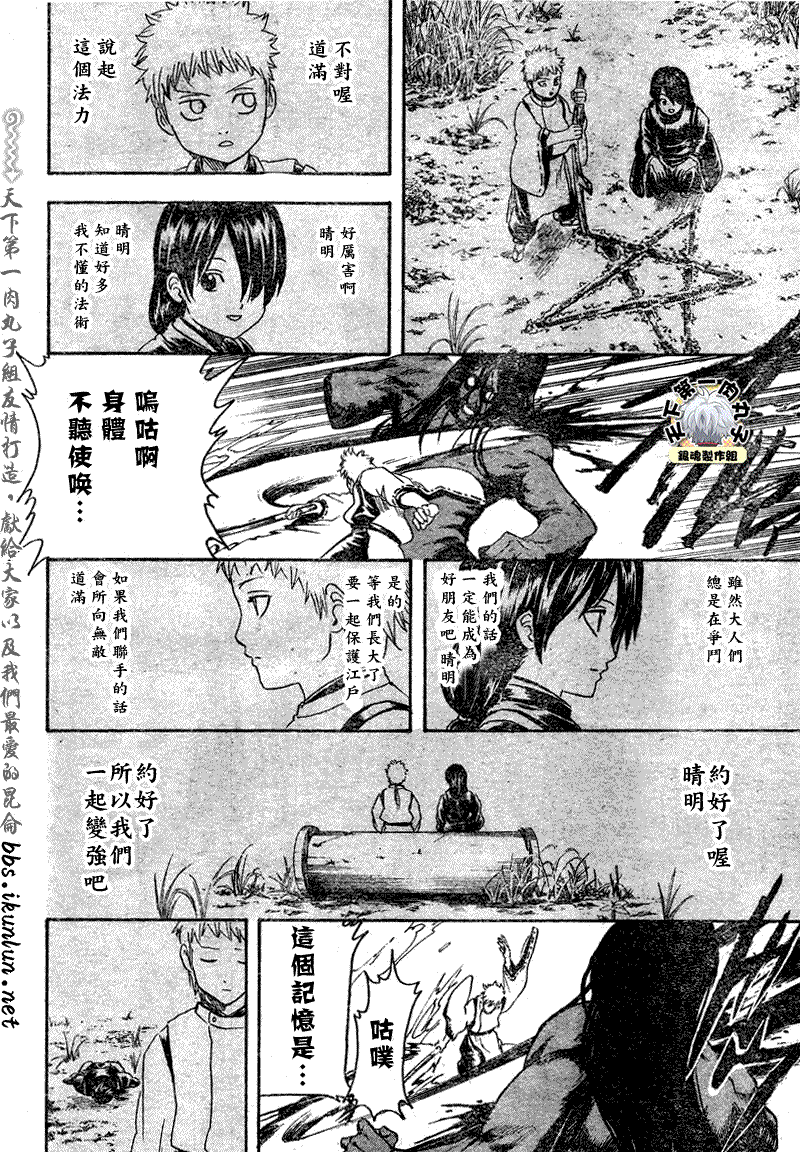 不對喔
道滿
說起
這個法力
好厲害啊
晴明
晴明
知道好多
我不懂的法術
天下第一肉丸子
銀魂製作組
嗚咕啊
身體
不聽使喚…
雖然大人們
總是在爭鬥
我們的話
一定能成為
好朋友吧 晴明
是的
等我們長大了
要一起保護江戶
如果我們聯手的話
會所向無敵
道滿
約好了喔
晴明
約好了
所以我們
一起變強吧
咕噗
這個記憶是…
天下第一肉丸子組友情打造，獻給大家以及我們最愛的昆侖 bbs.ikunlun.net